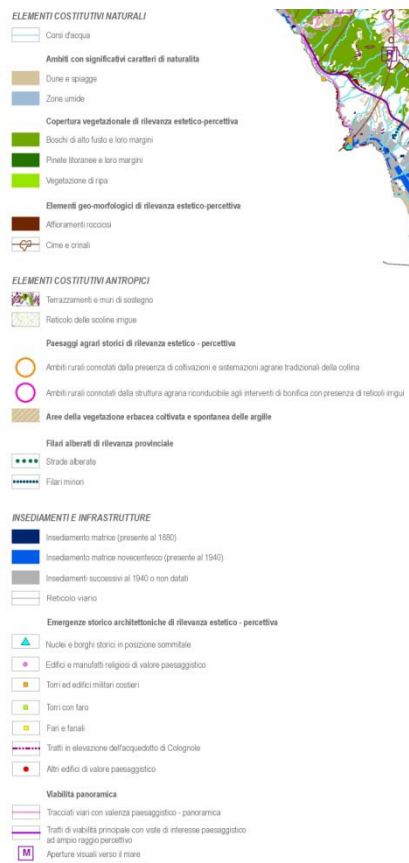 ELEMENTI COSTITUTIVI NATURALI
Corsi d'acqua
Ambiti con significativi caratteri di naturalità
Dune e spiagge
Zone umide
Copertura vegetazionale di rilevanza estetico-percettiva
Boschi di alto fusto e loro margini
Pinete litoranee e loro margini
Vegetazione di ripa
Elementi geo-morfologici di rilevanza estetico-percettiva
Affioramenti rocciosi
Cime e crinali
ELEMENTI COSTITUTIVI ANTROPICI
Terrazzamenti e muri di sostegno
Reticolo delle scoline irrigue
Paesaggi agrari storici di rilevanza estetico - percettiva
Ambiti rurali connotati dalla presenza di coltivazioni e sistemazioni agrarie tradizionali della collina
Ambiti rurali connotati dalla struttura agraria riconducibile agli interventi di bonifica con presenza di reticoli irrigui
Aree della vegetazione erbacea coltivata e spontanea delle argille
Filari alberati di rilevanza provinciale
Strade alberate
Filari minori
INSEDIAMENTI E INFRASTRUTTURE
Insediamento matrice (presente al 1880)
Insediamento matrice novecentesco (presente al 1940)
Insediamenti successivi al 1940 o non datati
Reticolo viario
Emergenze storico architettoniche di rilevanza estetico - percettiva
Nuclei e borghi storici in posizione sommitale
Edifici e manufatti religiosi di valore paesaggistico
Torri ed edifici militari costieri
Torri con faro
Fari e fanali
Tratti in elevazione dell'acquedotto di Colognole
Altri edifici di valore paesaggistico
Viabilità panoramica
Tracciati viari con valenza paesaggistico - panoramica
Tratti di viabilità principale con viste di interesse paesaggistico
ad ampio raggio percettivo
M Aperture visuali verso il mare